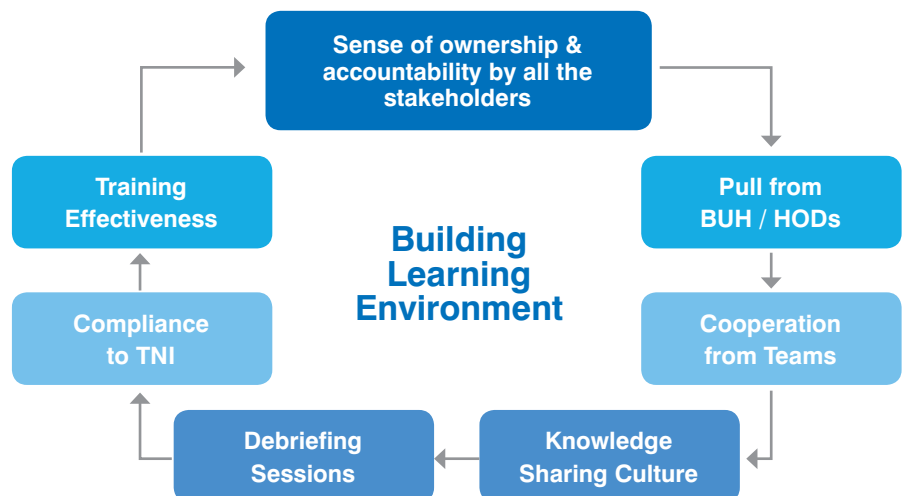 Sense of ownership &
accountability by all the
stakeholders
Training
Effectiveness
Pull from
BUH / HODs
Building
Learning
Environment
Compliance
to TNI
Cooperation
from Teams
Debriefing
Sessions
Knowledge
Sharing Culture